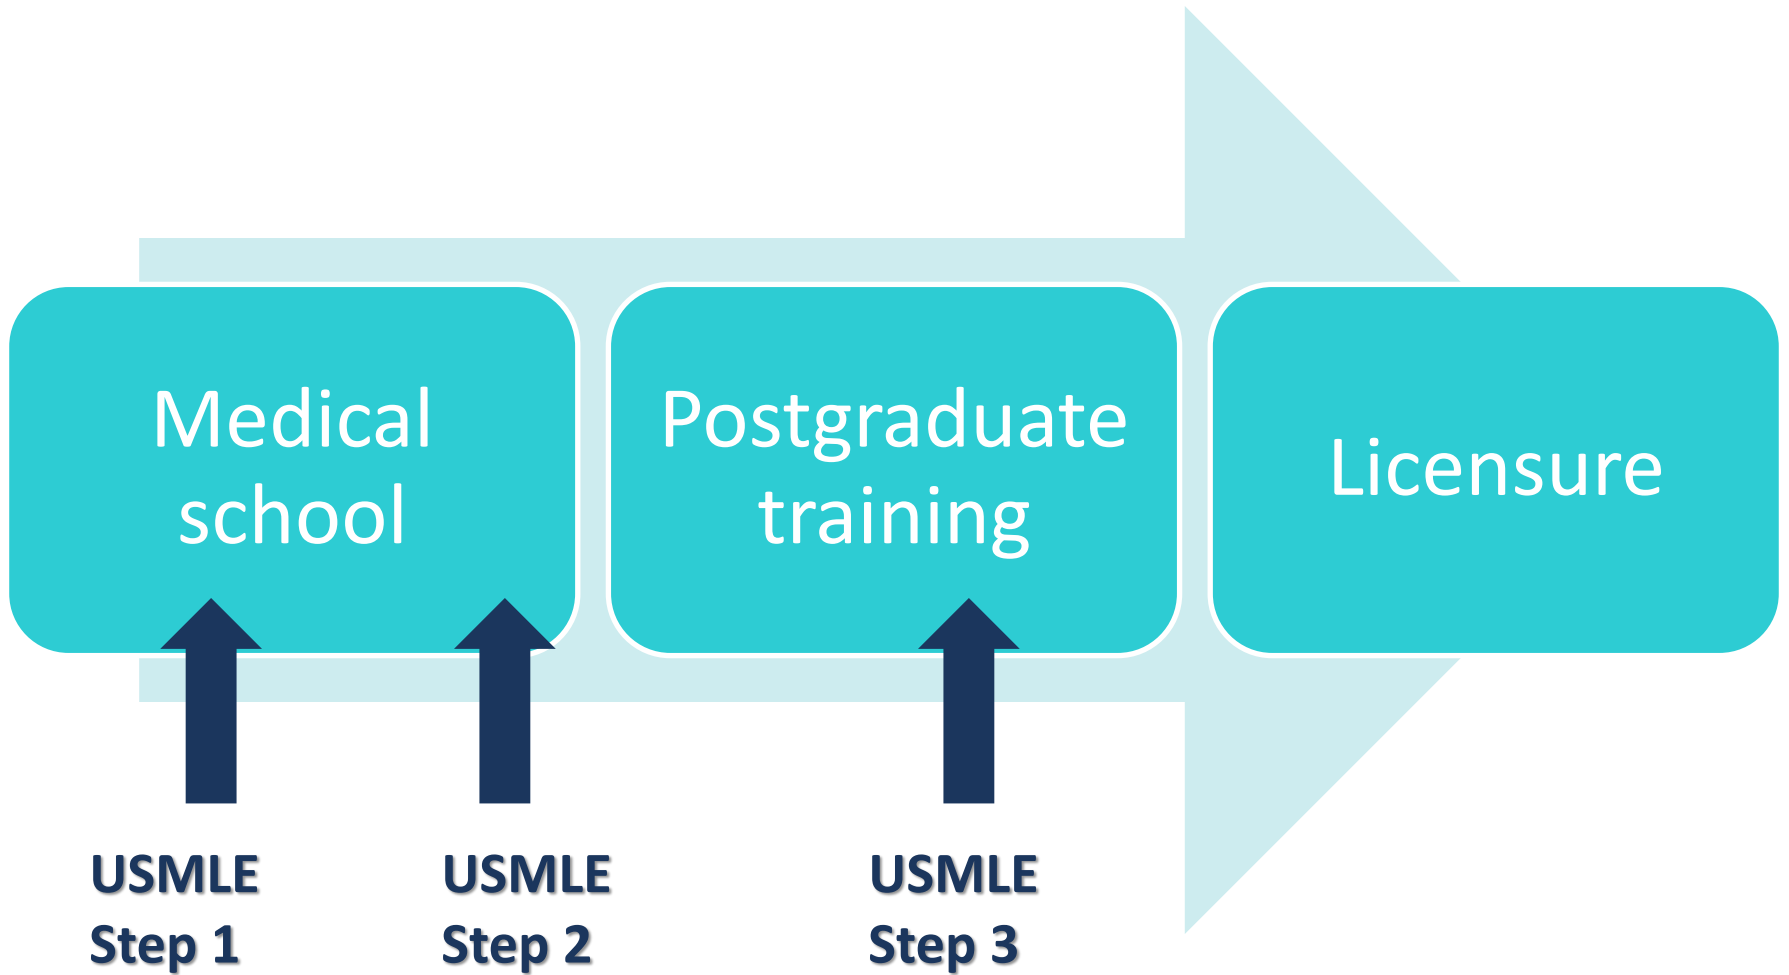 Medical
school
Postgraduate
training
Licensure
USMLE
Step 1
USMLE
Step 2
USMLE
Step 3